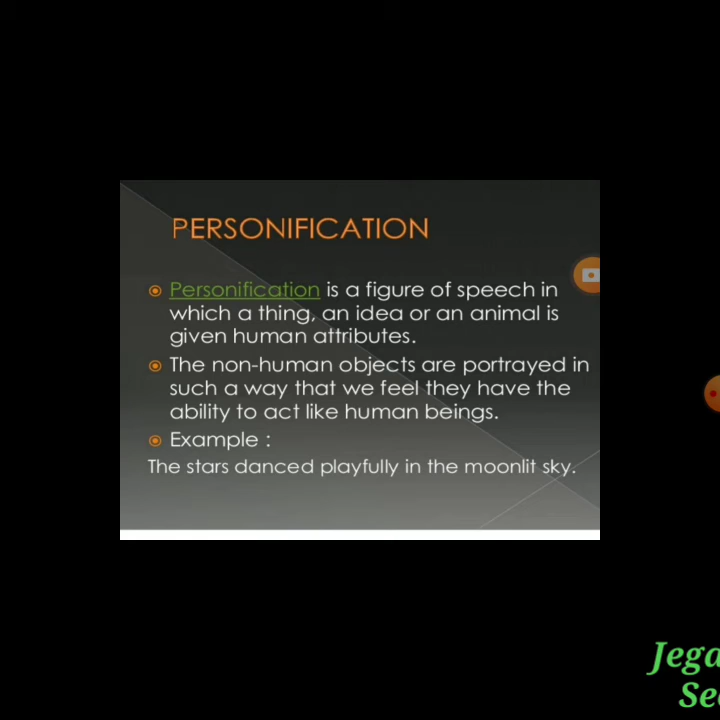 PERSONIFICATION
Personification is a figure of speech in
which a thing, an idea or an animal is
given human attributes.
The non-human objects are portrayed in
such a way that we feel they have the
ability to act like human beings.
Example :
The stars danced playfully in the moonlit sky.